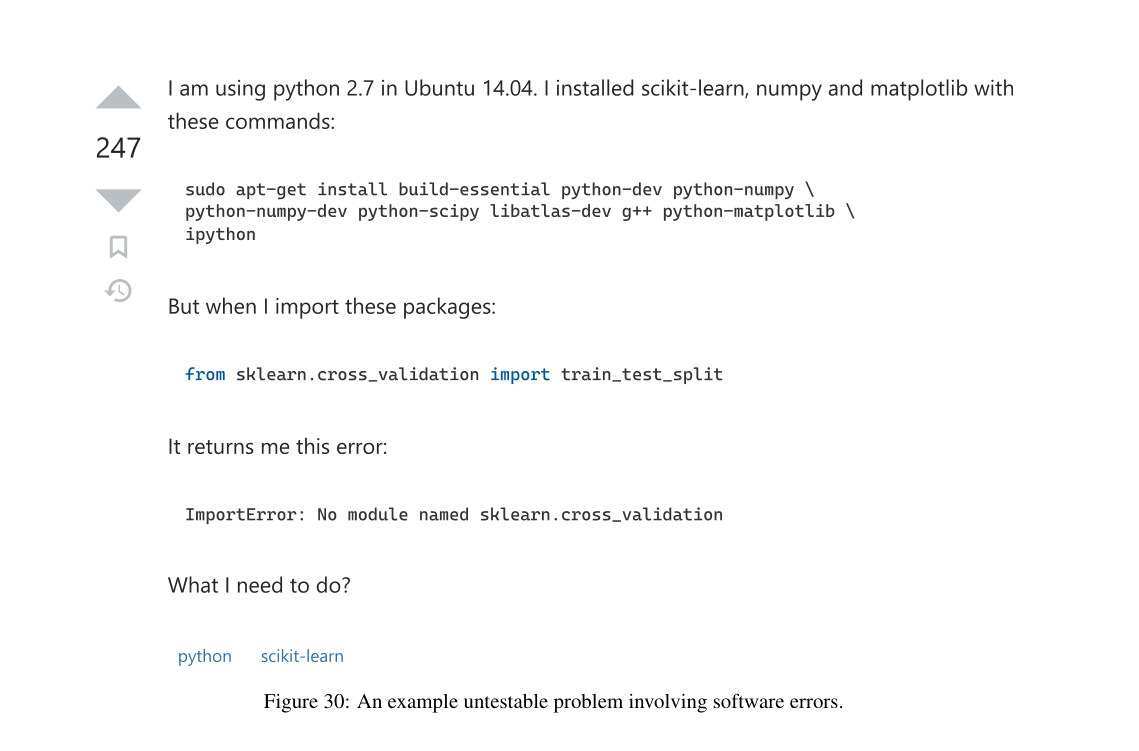 I am using python 2.7 in Ubuntu 14.04. I installed scikit-learn, numpy and matplotlib with
these commands:
247
sudo apt-get install build-essential python-dev python-numpy \
python-numpy-dev python-scipy libatlas-dev g++ python-matplotlib \
ipython
But when I import these packages:
from sklearn.cross_validation import train_test_split
It returns me this error:
ImportError: No module named sklearn.cross_validation
What I need to do?
python scikit-learn
Figure 30: An example untestable problem involving software errors.